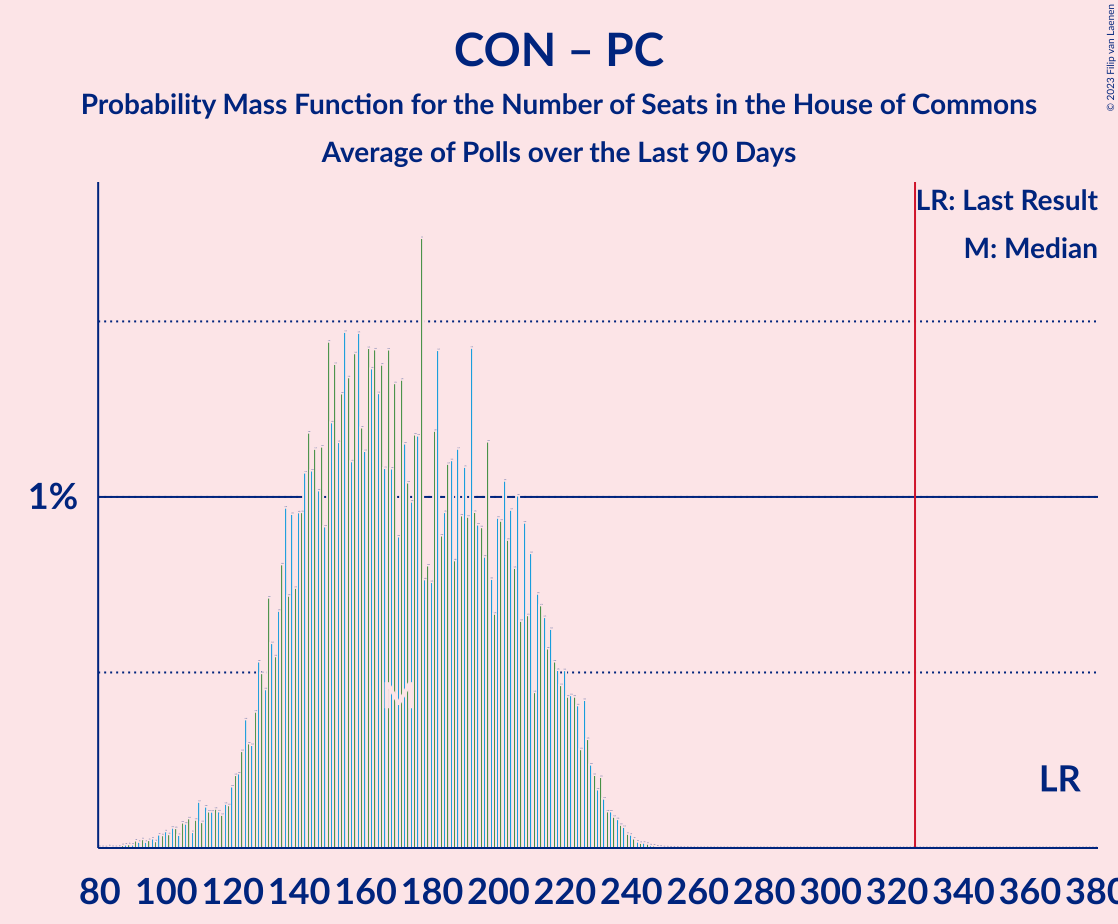 CON – PC
Probability Mass Function for the Number of Seats in the House of Commons
Average of Polls over the Last 90 Days
© 2023 Filip van Laenen
LR: Last Result
M: Median
1%
M
LR
80 100 120 140 160 180 200 220 240 260 280 300 320 340 360 380